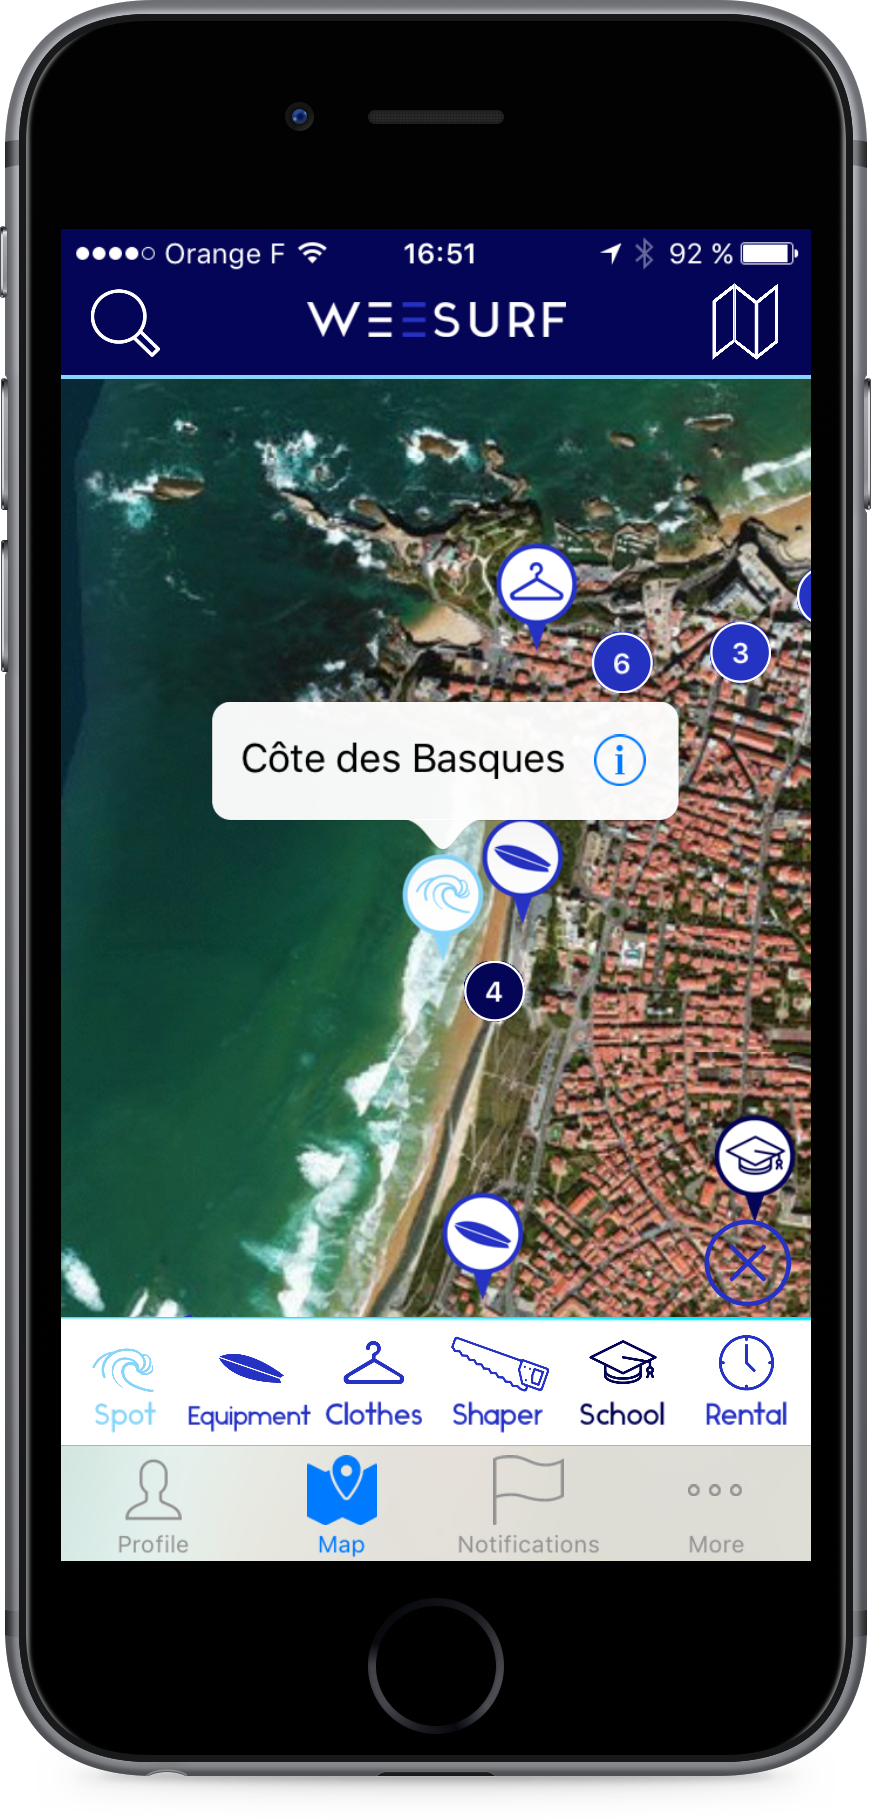 Orange F 16:51 92 %
WEESURF
6
3
Côte des Basques i
4
Spot Equipment Clothes Shaper School Rental
Profile Map Notifications More